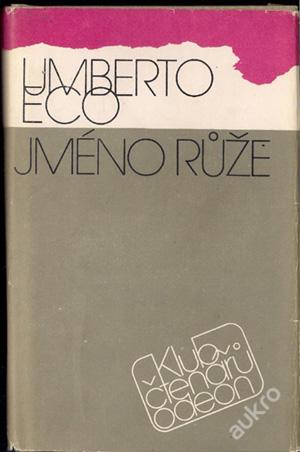 UMBERTO
ECO
JMÉNO RŮŽE
Klub
čtenářů
odeon
aukro